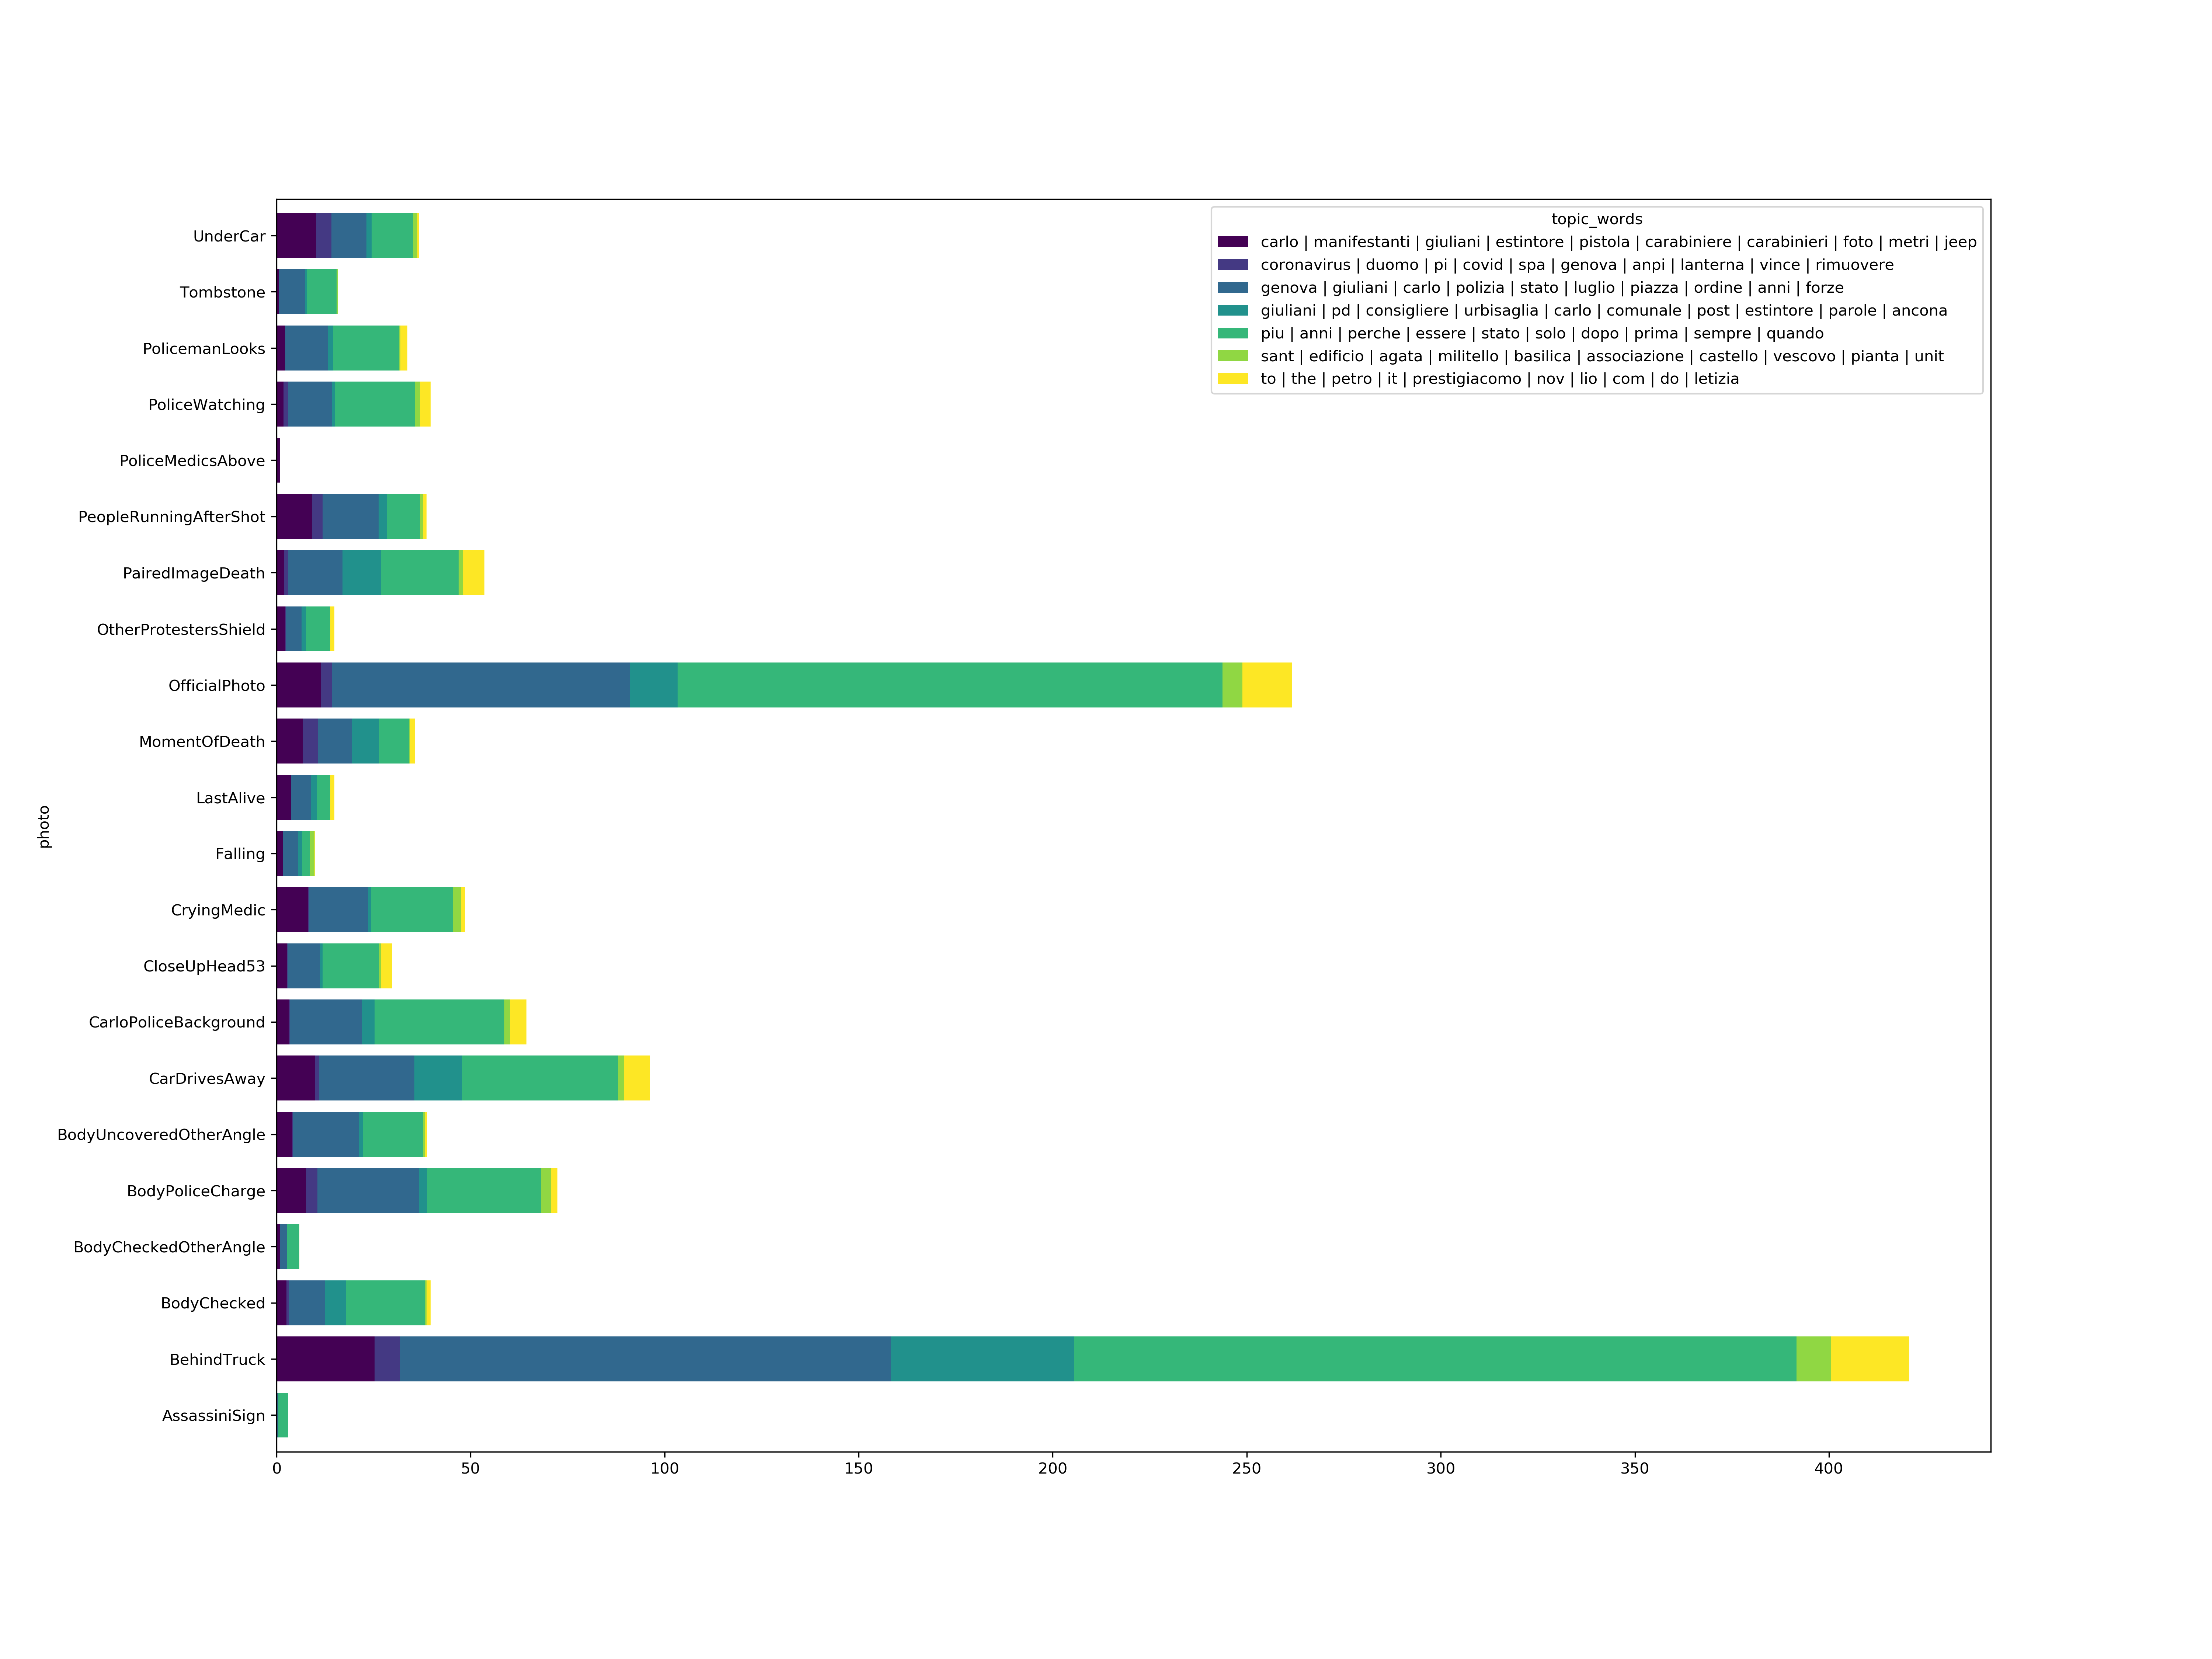 topic_words
carlo | manifestanti | giuliani | estintore | pistola | carabiniere | carabinieri | foto | metri | jeep
coronavirus | duomo | pi | covid | spa | genova | anpi | lanterna | vince | rimuovere
genova | giuliani | carlo | polizia | stato | luglio | piazza | ordine | anni | forze
giuliani | pd | consigliere | urbisaglia | carlo | comunale | post | estintore | parole | ancona
piu | anni | perche | essere | stato | solo | dopo | prima | sempre | quando
sant | edificio | agata | militello | basilica | associazione | castello | vescovo | pianta | unit
to | the | petro | it | prestigiacomo | nov | lio | com | do | letizia
photo
UnderCar
Tombstone
PolicemanLooks
PoliceWatching
PoliceMedicsAbove
PeopleRunningAfterShot
PairedImageDeath
OtherProtestersShield
OfficialPhoto
MomentOfDeath
LastAlive
Falling
CryingMedic
CloseUpHead53
CarloPoliceBackground
CarDrivesAway
BodyUncoveredOtherAngle
BodyPoliceCharge
BodyCheckedOtherAngle
BodyChecked
BehindTruck
AssassiniSign
0 50 100 150 200 250 300 350 400